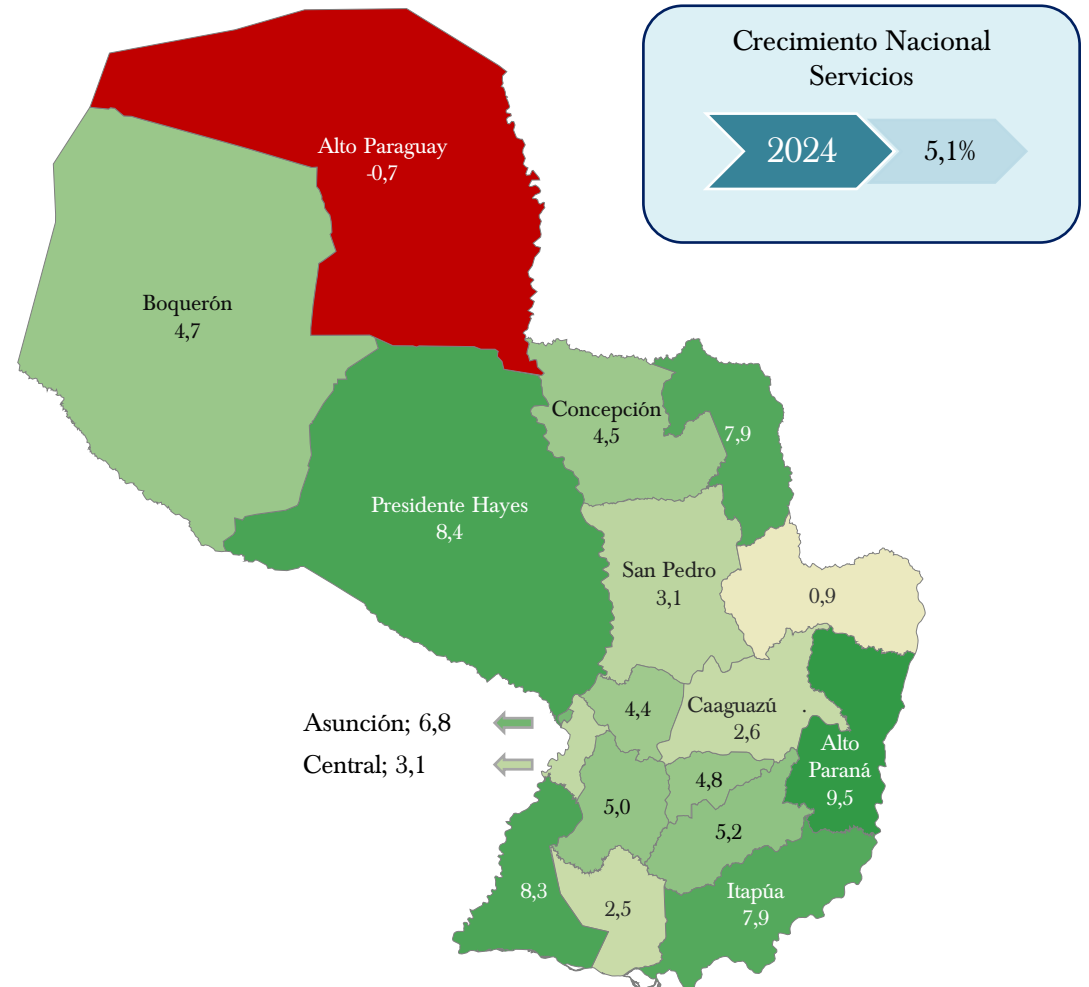 Crecimiento Nacional
Servicios
2024
5,1%
Alto Paraguay
-0,7
Boquerón
4,7
Concepción
4,5
7,9
Presidente Hayes
8,4
San Pedro
3,1
0,9
Asunción; 6,8
Central; 3,1
4,4
Caaguazú .
2,6
Alto
Paraná
9,5
4,8
5,0
5,2
8,3
2,5
Itapúa
7,9